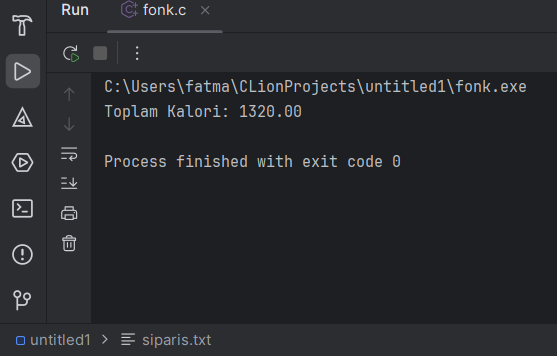 Run fonk.c
C:\Users\fatma\CLionProjects\untitled1\fonk.exe
Toplam Kalori: 1320.00
Process finished with exit code 0
untitled1 > siparis.txt